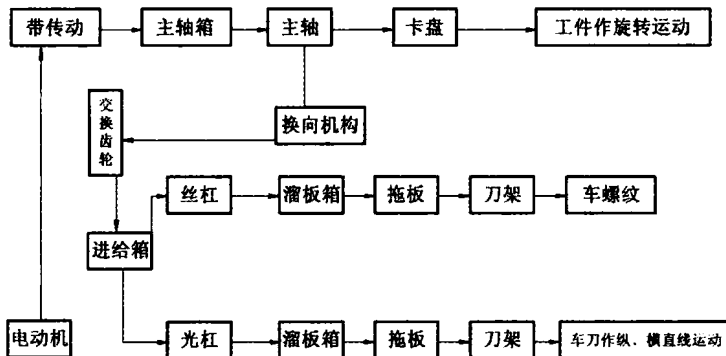 带传动
主轴箱
主轴
卡盘
工件作旋转运动
交换齿轮
换向机构
丝杠
溜板箱
拖板
刀架
车螺纹
进给箱
电动机
光杠
溜板箱
拖板
刀架
车刀作纵、横直线运动